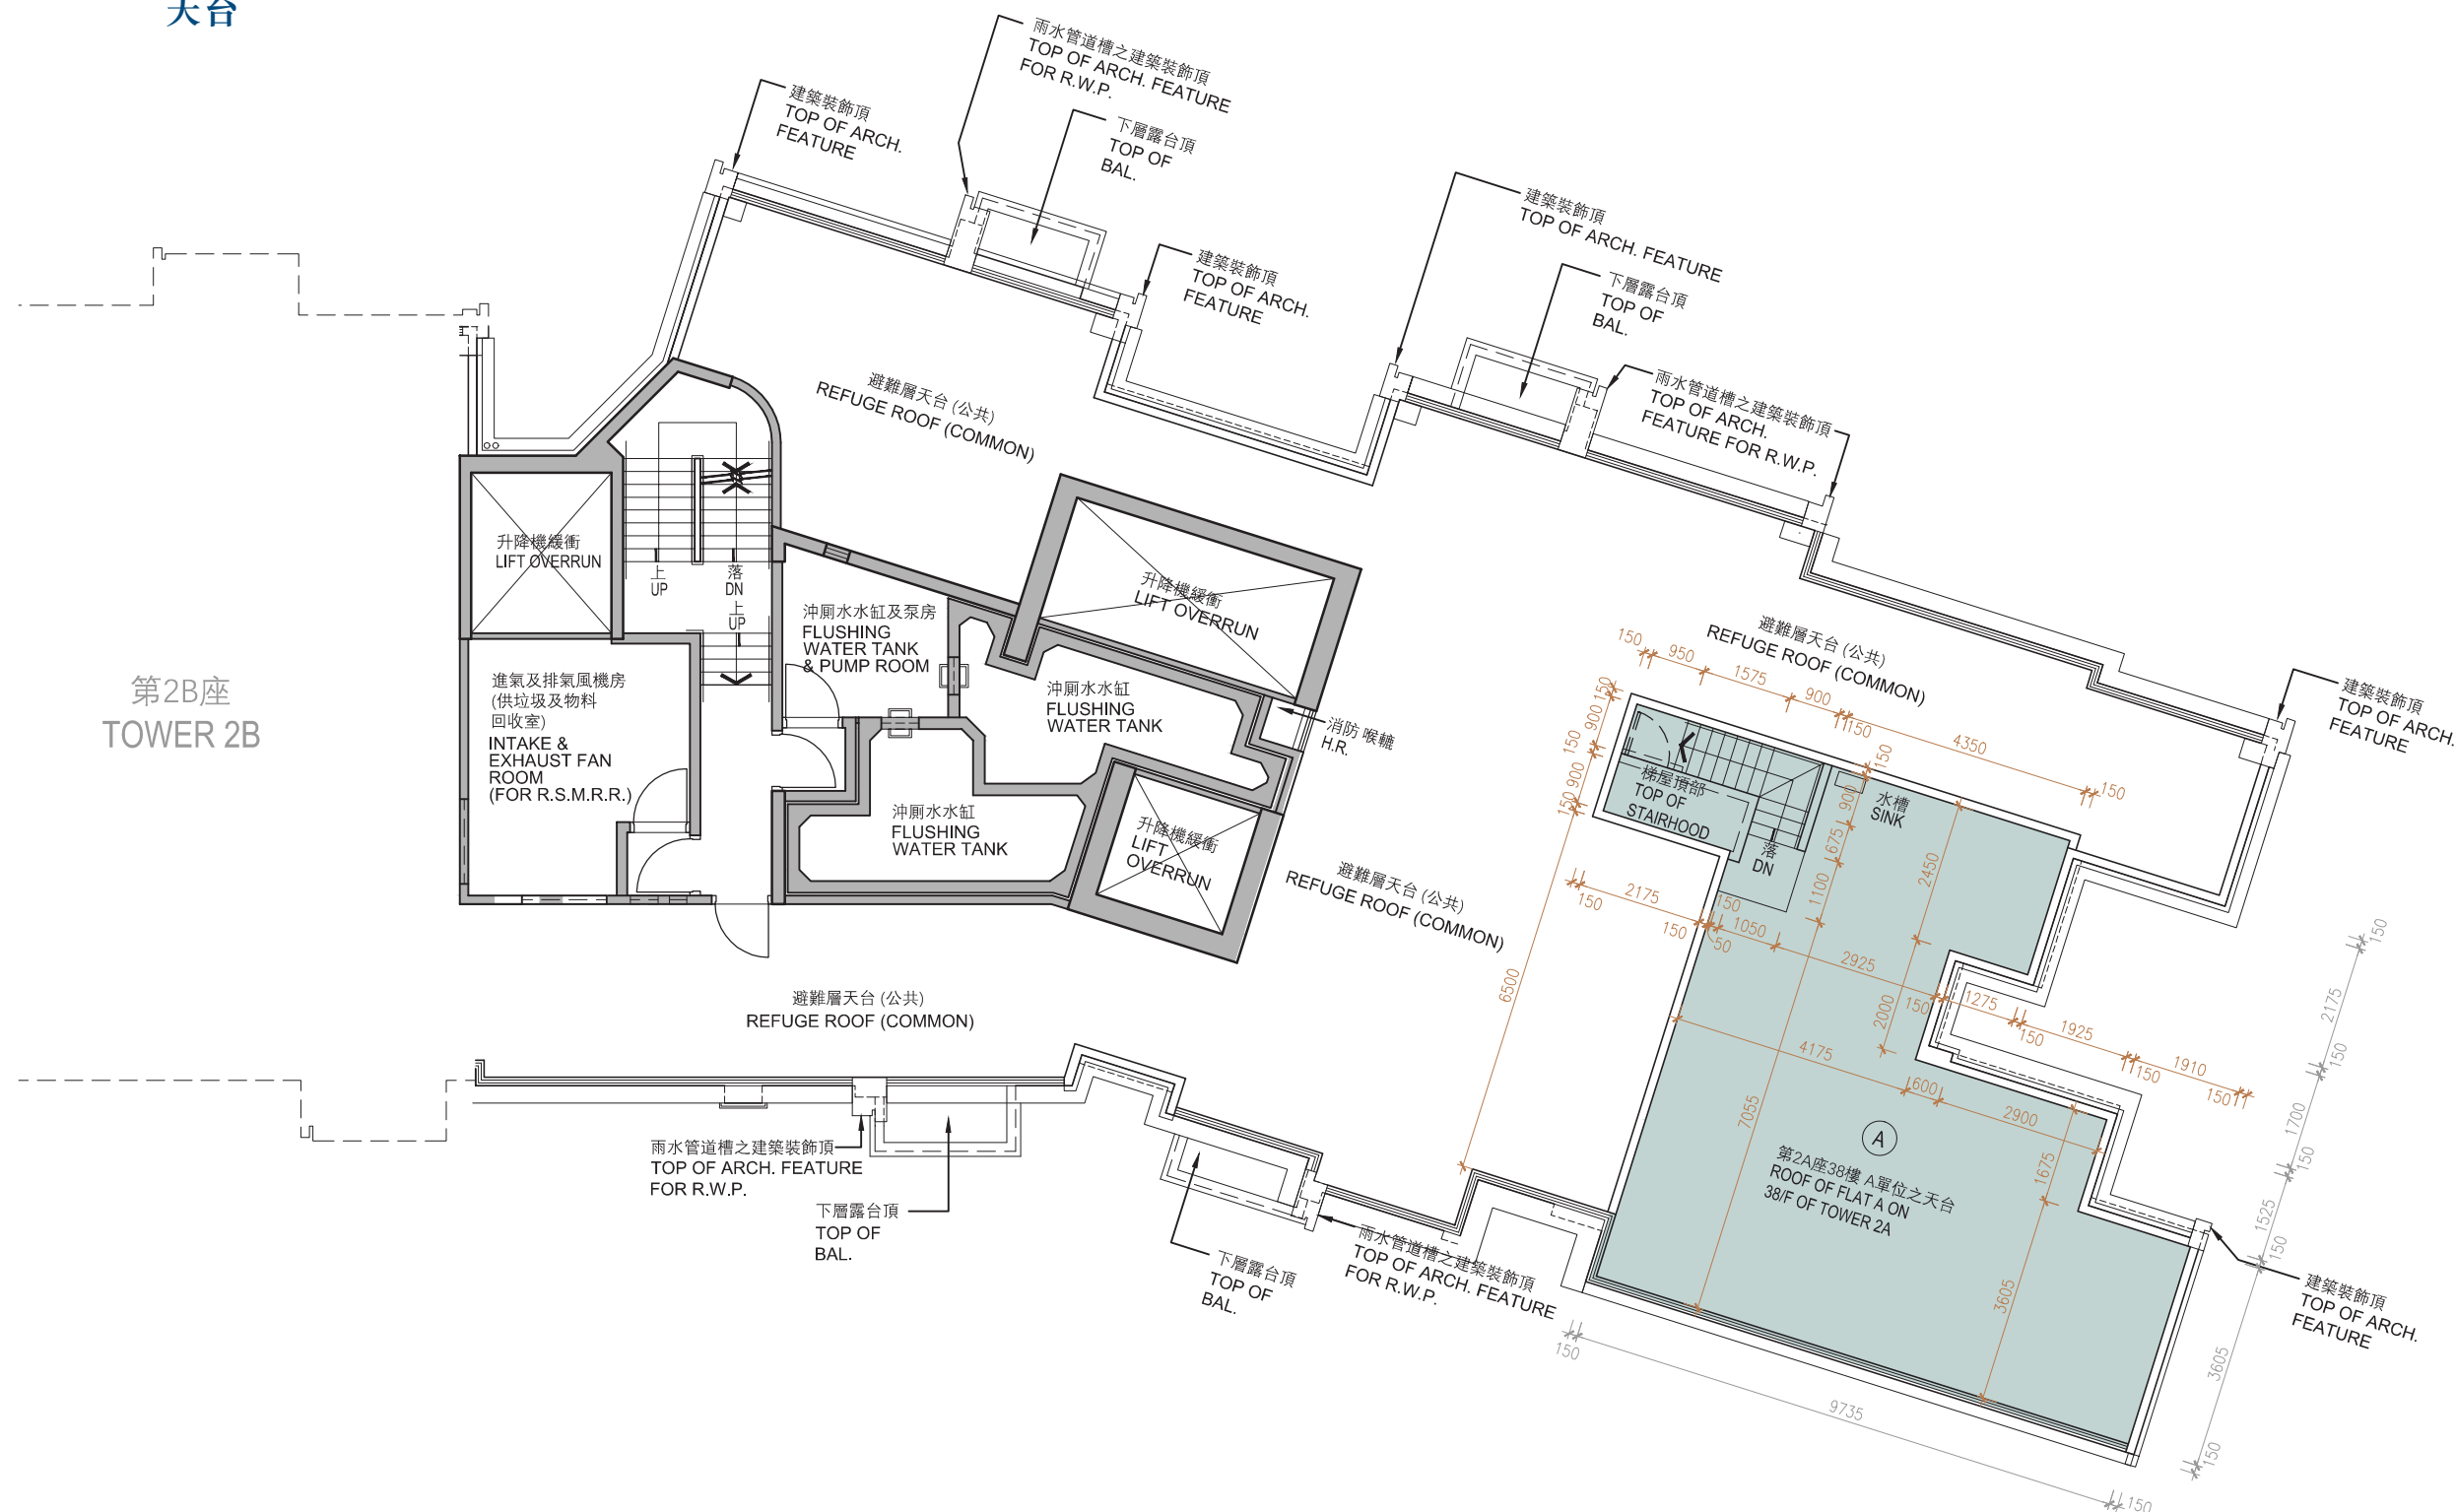 天台
雨水管道槽之建築裝飾頂
TOP OF ARCH. FEATURE
FOR R.W.P.
建築裝飾頂
TOP OF ARCH.
FEATURE
下層露台頂
TOP OF
BAL.
建築裝飾頂
TOP OF ARCH. FEATURE
建築裝飾頂
TOP OF ARCH.
FEATURE
下層露台頂
TOP OF
BAL.
雨水管道槽之建築裝飾頂
TOP OF ARCH.
FEATURE FOR R.W.P.
避難層天台 (公共)
REFUGE ROOF (COMMON)
升降機緩衝
LIFT OVERRUN
上
UP
落
DN
上
UP
升降機緩衝
LIFT OVERRUN
沖厠水水缸及泵房
FLUSHING
WATER TANK
& PUMP ROOM
避難層天台 (公共)
REFUGE ROOF (COMMON)
第2B座
TOWER 2B
進氣及排氣風機房
(供垃圾及物料
回收室)
INTAKE &
EXHAUST FAN
ROOM
(FOR R.S.M.R.R.)
沖厠水水缸
FLUSHING
WATER TANK
消防 喉轆
H.R.
建築裝飾頂
TOP OF ARCH.
FEATURE
沖厠水水缸
FLUSHING
WATER TANK
升降機緩衝
LIFT
OVERRUN
避難層天台 (公共)
REFUGE ROOF (COMMON)
梯屋頂部
TOP OF
STAIRHOOD
水槽
SINK
落
DN
150
950
1575
900
150
4350
150
150
900
150
900
150
150
900
675
1100
2450
2175
150
150
150
50
1050
2925
150
1275
150
1925
150
1910
150
2000
6500
4175
600
2900
7055
1675
3605
150
2175
150
1700
150
1525
150
3605
150
避難層天台 (公共)
REFUGE ROOF (COMMON)
A
第2A座38樓 A單位之天台
ROOF OF FLAT A ON
38/F OF TOWER 2A
雨水管道槽之建築裝飾頂
TOP OF ARCH. FEATURE
FOR R.W.P.
下層露台頂
TOP OF
BAL.
下層露台頂
TOP OF
BAL.
雨水管道槽之建築裝飾頂
TOP OF ARCH. FEATURE
FOR R.W.P.
建築裝飾頂
TOP OF ARCH.
FEATURE
150
9735
150